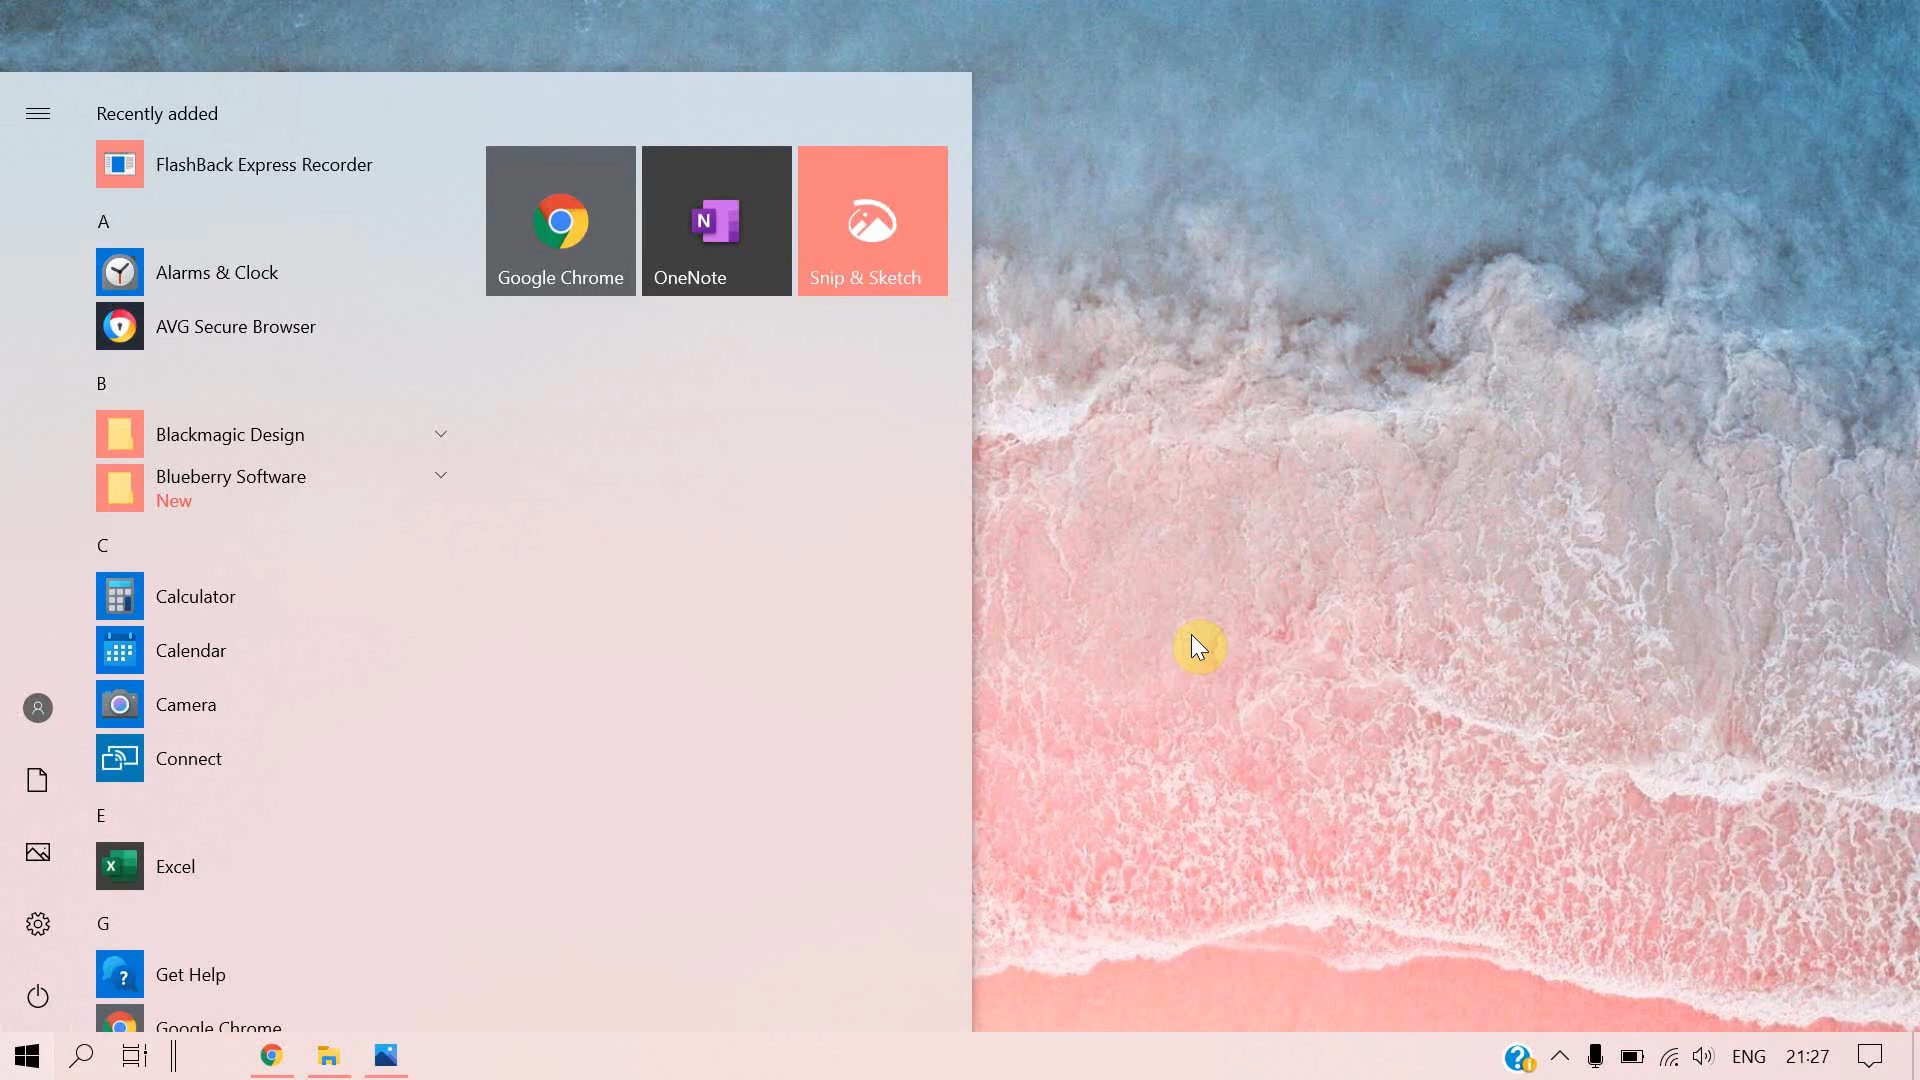 Recently added
FlashBack Express Recorder
A
Alarms & Clock
AVG Secure Browser
B
Blackmagic Design
Blueberry Software
New
C
Calculator
Calendar
Camera
Connect
E
Excel
G
Get Help
Google Chrome
Google Chrome
OneNote
Snip & Sketch
ENG
21:27